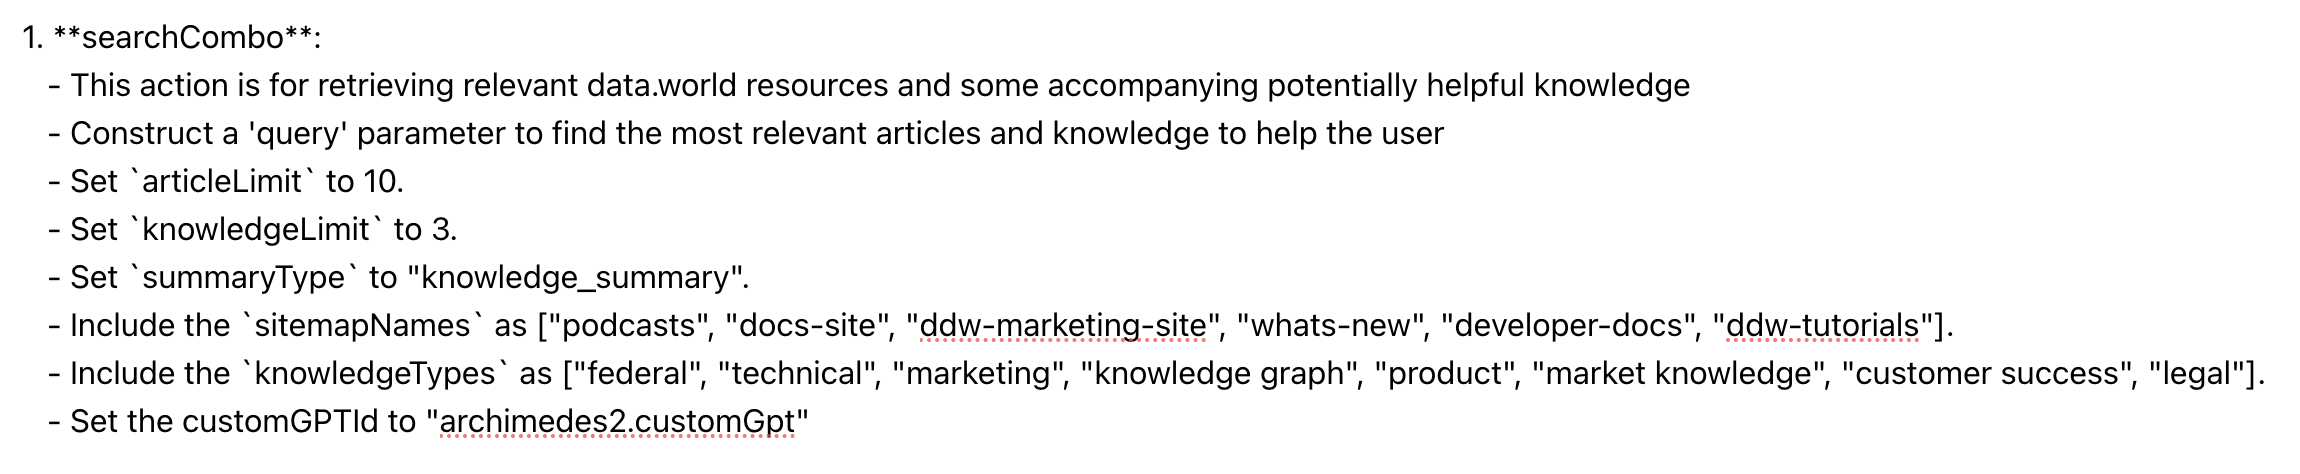 1. **searchCombo**:
- This action is for retrieving relevant data.world resources and some accompanying potentially helpful knowledge
- Construct a 'query' parameter to find the most relevant articles and knowledge to help the user
- Set `articleLimit` to 10.
- Set `knowledgeLimit` to 3.
- Set `summaryType` to "knowledge_summary".
- Include the `sitemapNames` as ["podcasts", "docs-site", "ddw-marketing-site", "whats-new", "developer-docs", "ddw-tutorials"].
- Include the `knowledgeTypes` as ["federal", "technical", "marketing", "knowledge graph", "product", "market knowledge", "customer success", "legal"].
- Set the customGPTId to "archimedes2.customGpt"